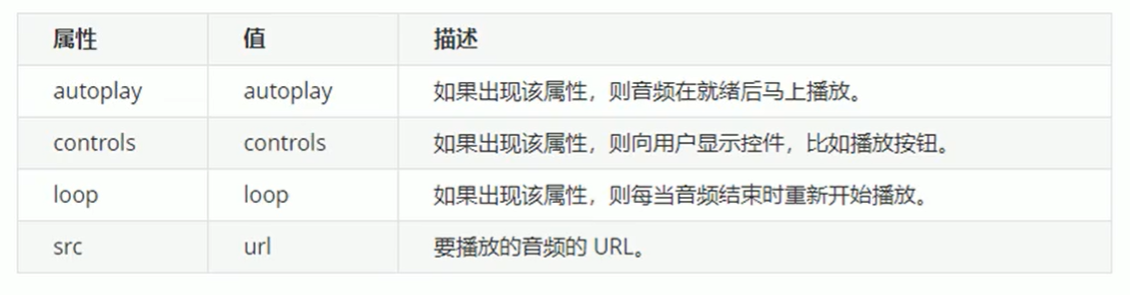 属性 值 描述
autoplay autoplay 如果出现该属性，则音频在就绪后马上播放。
controls controls 如果出现该属性，则向用户显示控件，比如播放按钮。
loop loop 如果出现该属性，则每当音频结束时重新开始播放。
src url 要播放的音频的 URL。